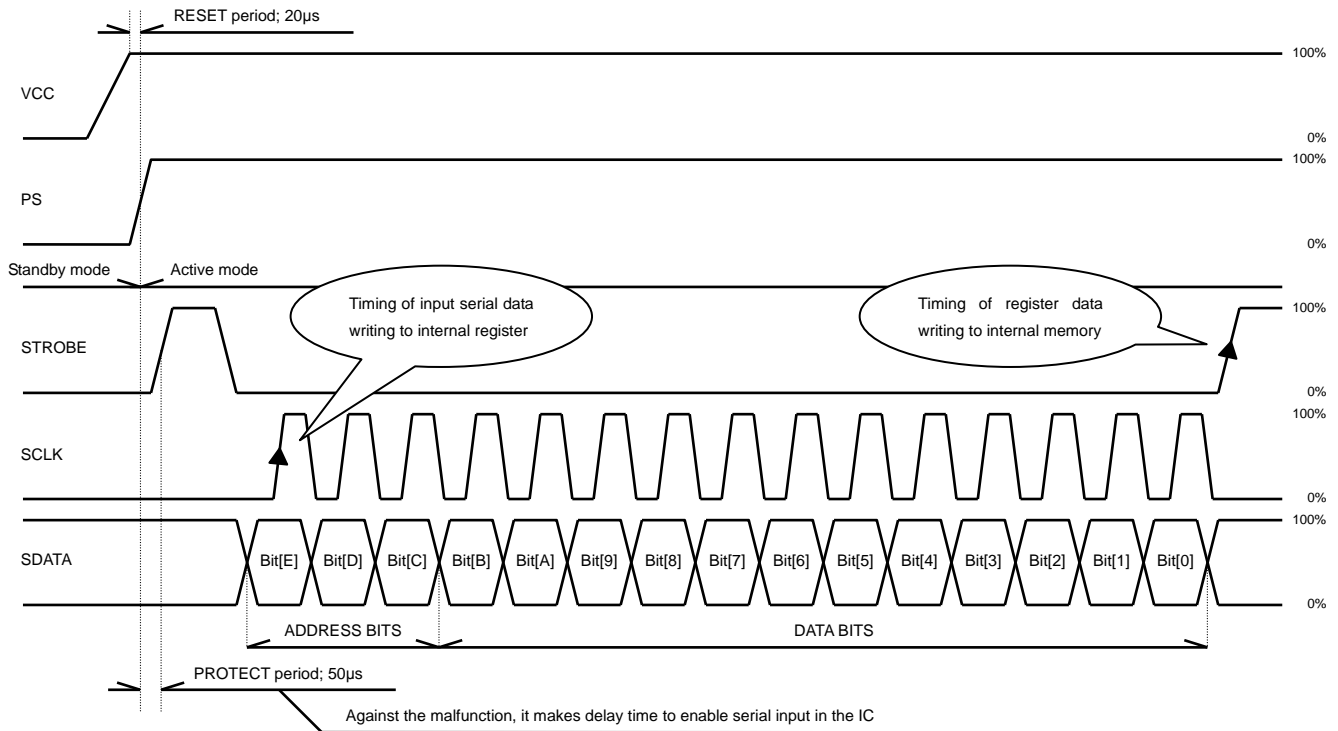 RESET period; 20μs
100%
VCC
0%
100%
PS
0%
Standby mode
Active mode
Timing of input serial data
writing to internal register
Timing of register data
writing to internal memory
100%
STROBE
0%
100%
SCLK
0%
100%
SDATA
Bit[E] Bit[D] Bit[C] Bit[B] Bit[A] Bit[9] Bit[8] Bit[7] Bit[6] Bit[5] Bit[4] Bit[3] Bit[2] Bit[1] Bit[0]
0%
ADDRESS BITS
DATA BITS
PROTECT period; 50μs
Against the malfunction, it makes delay time to enable serial input in the IC